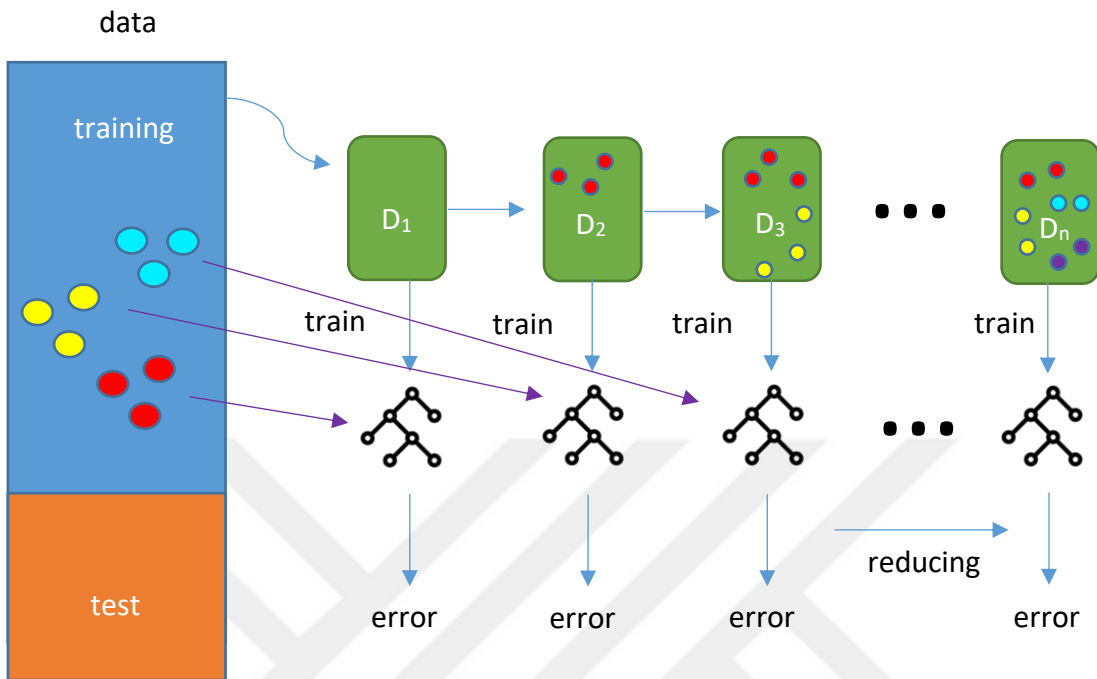 data
training
D₁
D₂
D₃
Dₙ
train
train
train
train
reducing
test
error
error
error
error